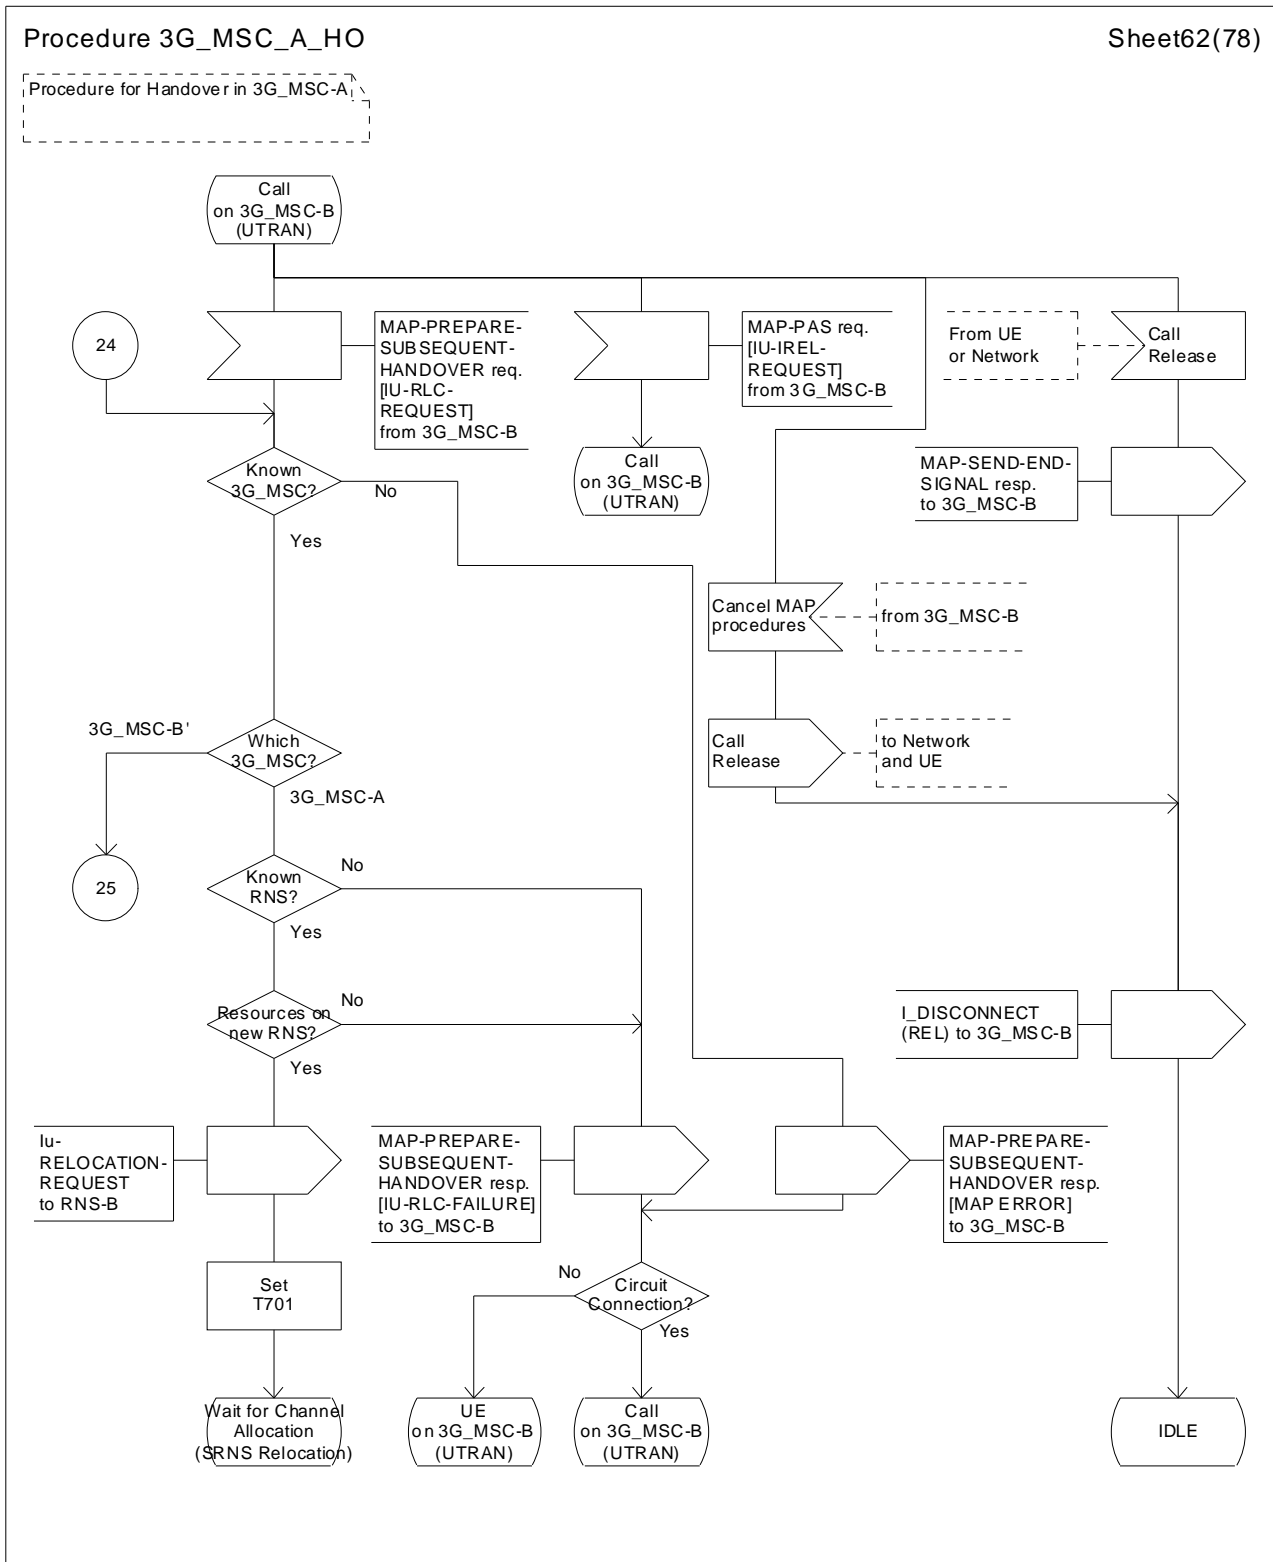 Procedure 3G_MSC_A_HO
Sheet62(78)
Procedure for Handover in 3G_MSC-A
Call
on 3G_MSC-B
(UTRAN)
24
MAP-PREPARE-
SUBSEQUENT-
HANDOVER req.
[IU-RLC-
REQUEST]
from 3G_MSC-B
MAP-PAS req.
[IU-IREL-
REQUEST]
from 3G_MSC-B
From UE
or Network
Call
Release
Known
3G_MSC?
No
Yes
Call
on 3G_MSC-B
(UTRAN)
MAP-SEND-END-
SIGNAL resp.
to 3G_MSC-B
Cancel MAP
procedures
from 3G_MSC-B
3G_MSC-B'
Which
3G_MSC?
3G_MSC-A
Call
Release
to Network
and UE
25
Known
RNS?
No
Yes
Resources on
new RNS?
No
Yes
I_DISCONNECT
(REL) to 3G_MSC-B
Iu-
RELOCATION-
REQUEST
to RNS-B
MAP-PREPARE-
SUBSEQUENT-
HANDOVER resp.
[IU-RLC-FAILURE]
to 3G_MSC-B
MAP-PREPARE-
SUBSEQUENT-
HANDOVER resp.
[MAP ERROR]
to 3G_MSC-B
Set
T701
No
Circuit
Connection?
Yes
Wait for Channel
Allocation
(SRNS Relocation)
UE
on 3G_MSC-B
(UTRAN)
Call
on 3G_MSC-B
(UTRAN)
IDLE